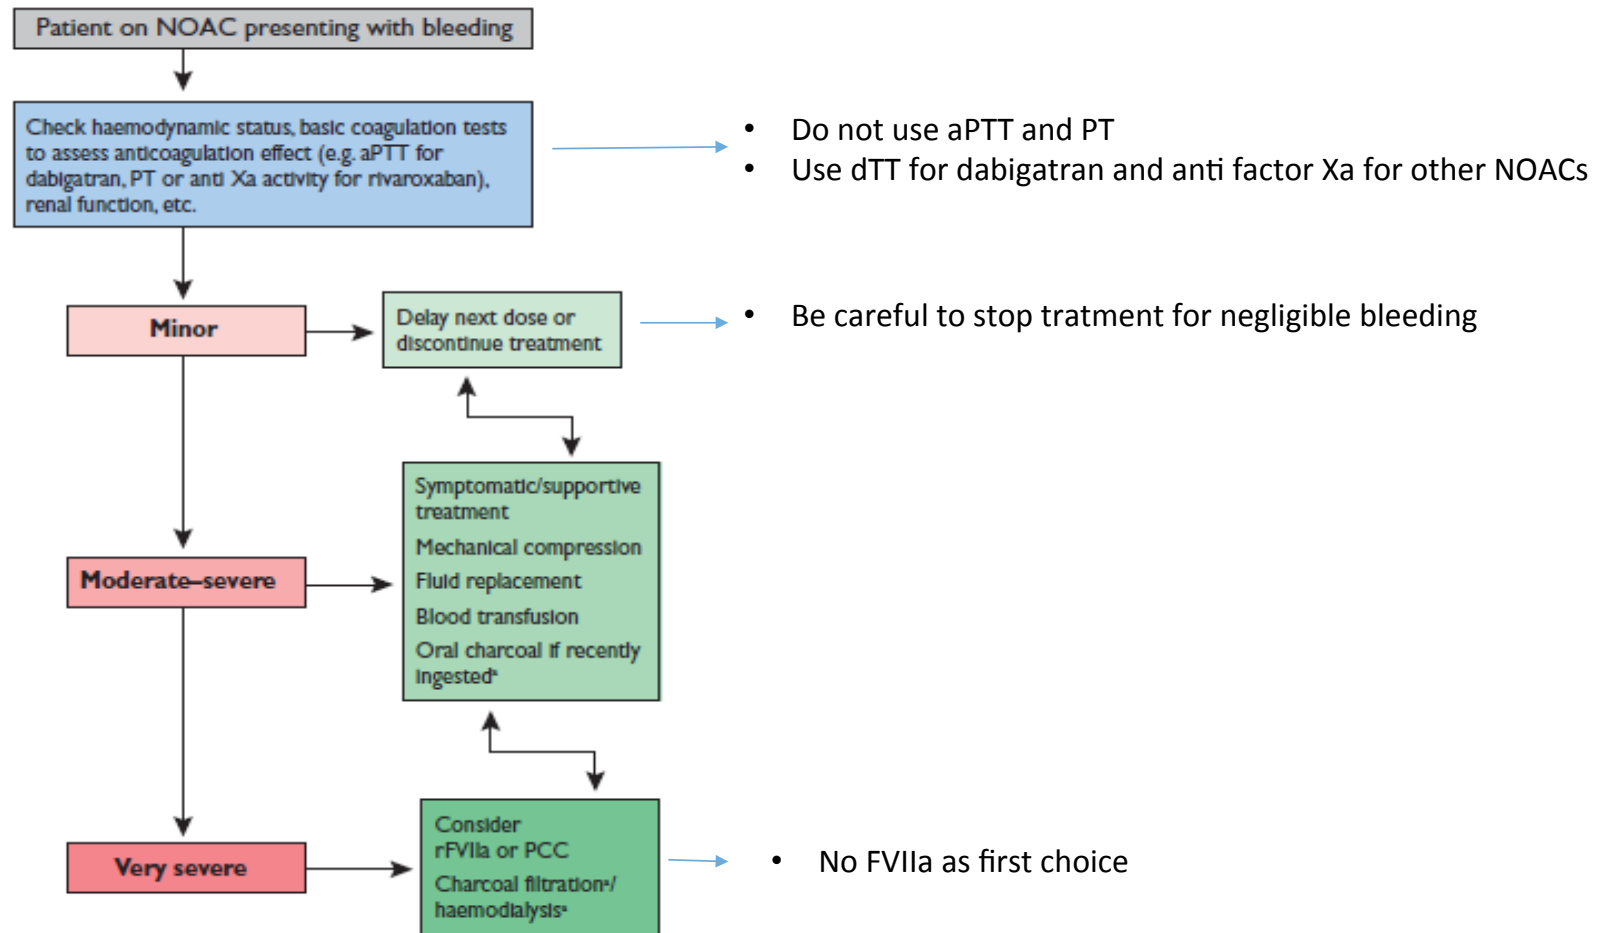 Patient on NOAC presenting with bleeding
Check haemodynamic status, basic coagulation tests
to assess anticoagulation effect (e.g. aPTT for
dabigatran, PT or anti Xa activity for rivaroxaban),
renal function, etc.
• Do not use aPTT and PT
• Use dTT for dabigatran and anti factor Xa for other NOACs
Minor
Delay next dose or
discontinue treatment
• Be careful to stop tratment for negligible bleeding
Moderate–severe
Symptomatic/supportive
treatment
Mechanical compression
Fluid replacement
Blood transfusion
Oral charcoal if recently
ingestedᵃ
Very severe
Consider
rFVIIa or PCC
Charcoal filtrationᵃ/
haemodialysisᵃ
• No FVIIa as first choice